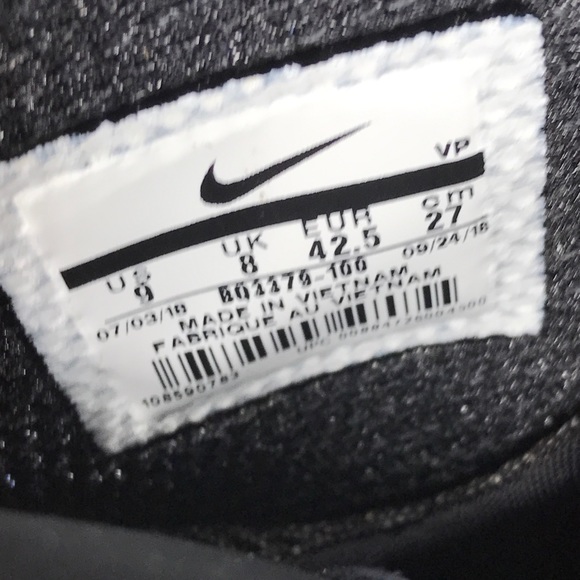 VP
US UK EUR cm
9 8 42.5 27
07/03/18 09/24/18
MADE IN VIETNAM
FABRIQUE AU VIETNAM